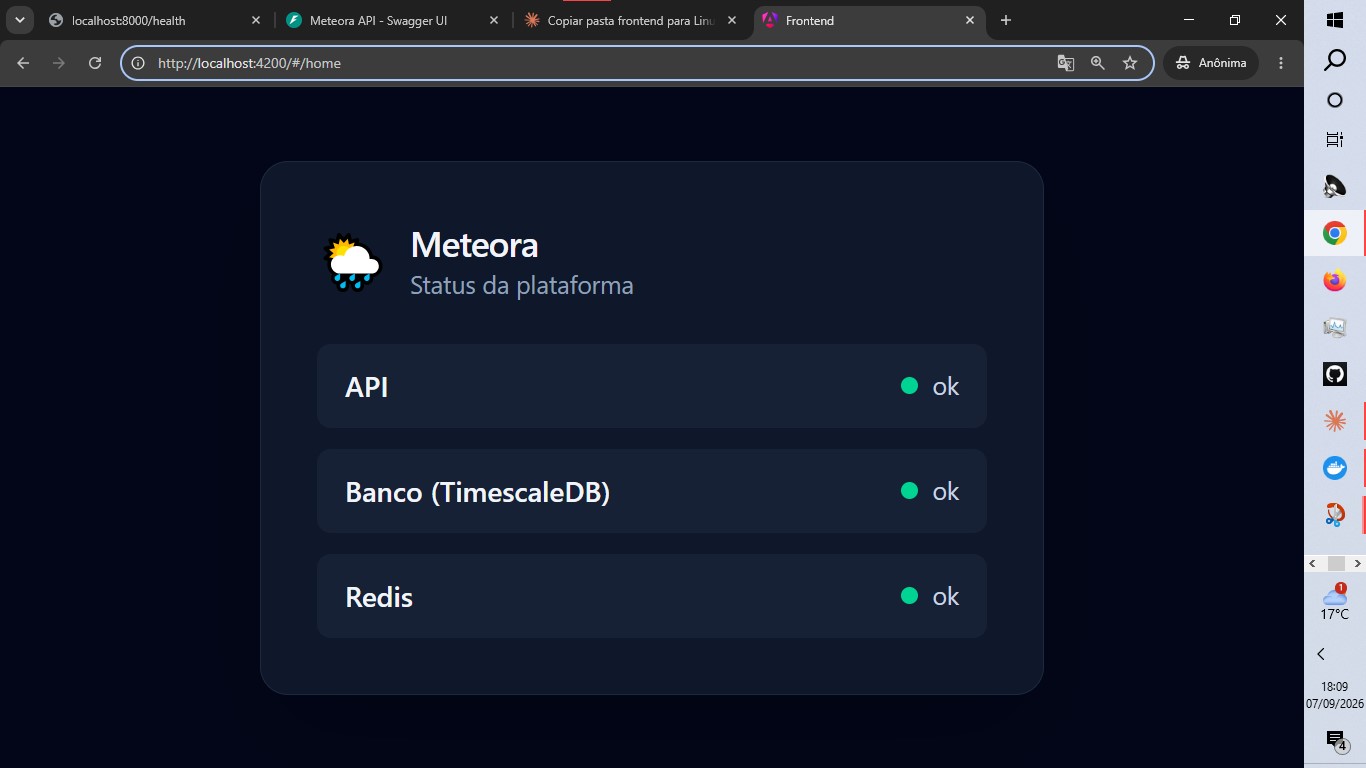 localhost:8000/health
Meteora API - Swagger UI
Copiar pasta frontend para Linu
Frontend
http://localhost:4200/#/home
Anônima
Meteora
Status da plataforma
API
ok
Banco (TimescaleDB)
ok
Redis
ok
1
17°C
18:09
07/09/2026
4